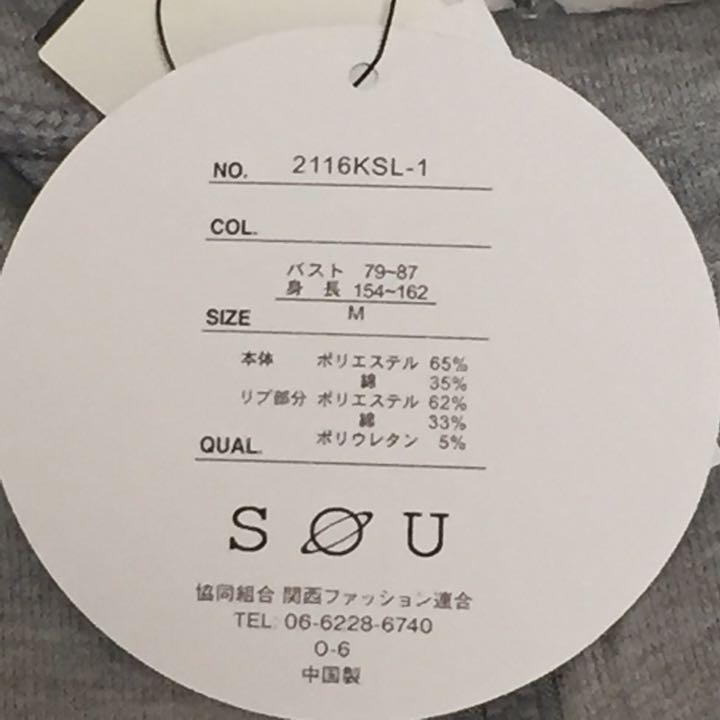 NO. 2116KSL-1
COL.
バスト 79~87
身 長 154~162
SIZE M
本体 ポリエステル 65%
綿 35%
リブ部分 ポリエステル 62%
綿 33%
QUAL. ポリウレタン 5%
SOU
協同組合 関西ファッション連合
TEL: 06-6228-6740
O-6
中国製